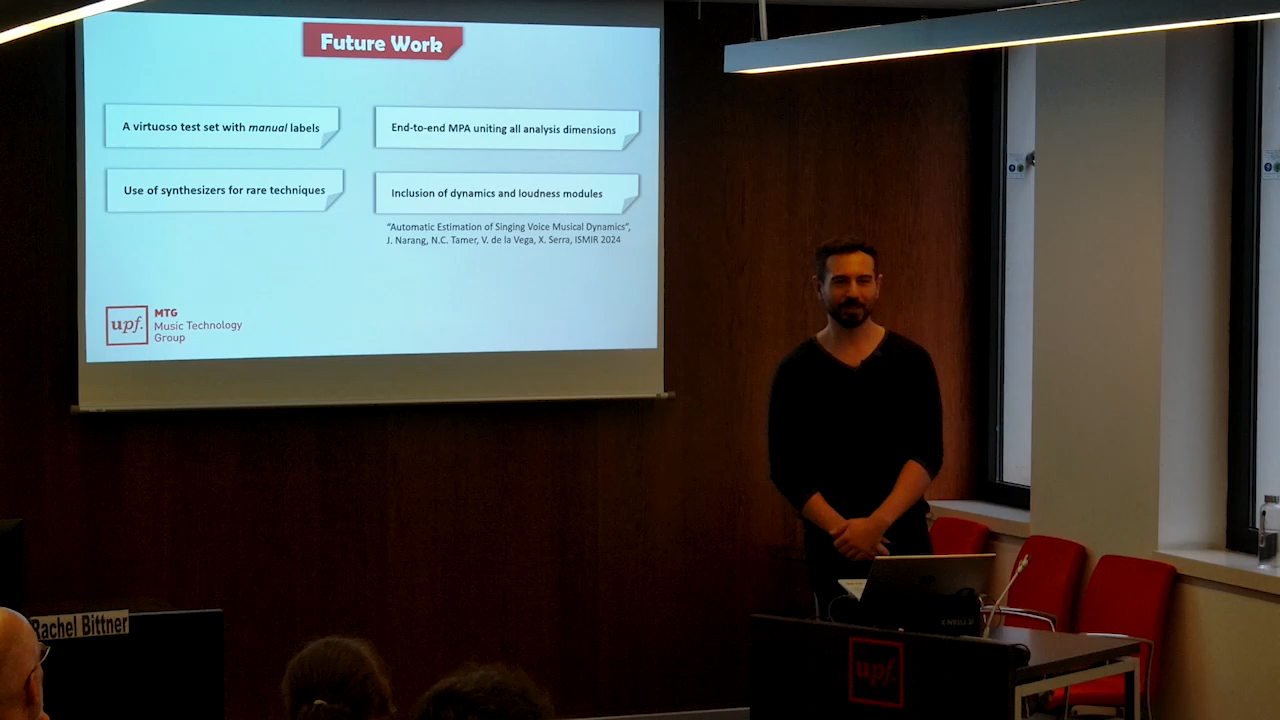 Future Work
A virtuoso test set with manual labels
Use of synthesizers for rare techniques
End-to-end MPA uniting all analysis dimensions
Inclusion of dynamics and loudness modules
"Automatic Estimation of Singing Voice Musical Dynamics",
J. Narang, N.C. Tamer, V. de la Vega, X. Serra, ISMIR 2024
upf.
MTG
Music Technology
Group
Rachel Bittner
upf.